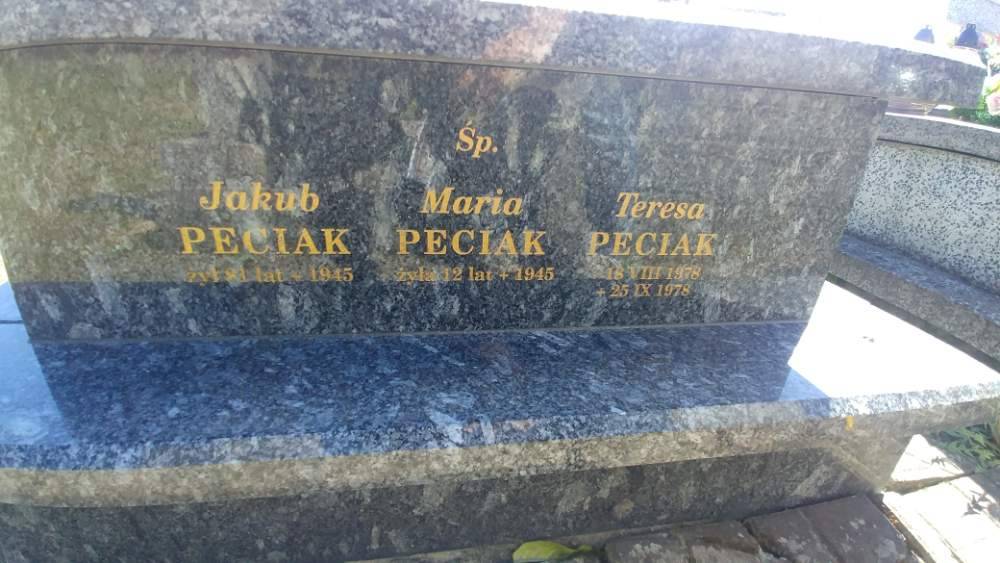 Śp.
Jakub
PECIAK
żył 81 lat + 1945
Maria
PECIAK
żyła 12 lat + 1945
Teresa
PECIAK
18 VIII 1978
+ 25 IX 1978